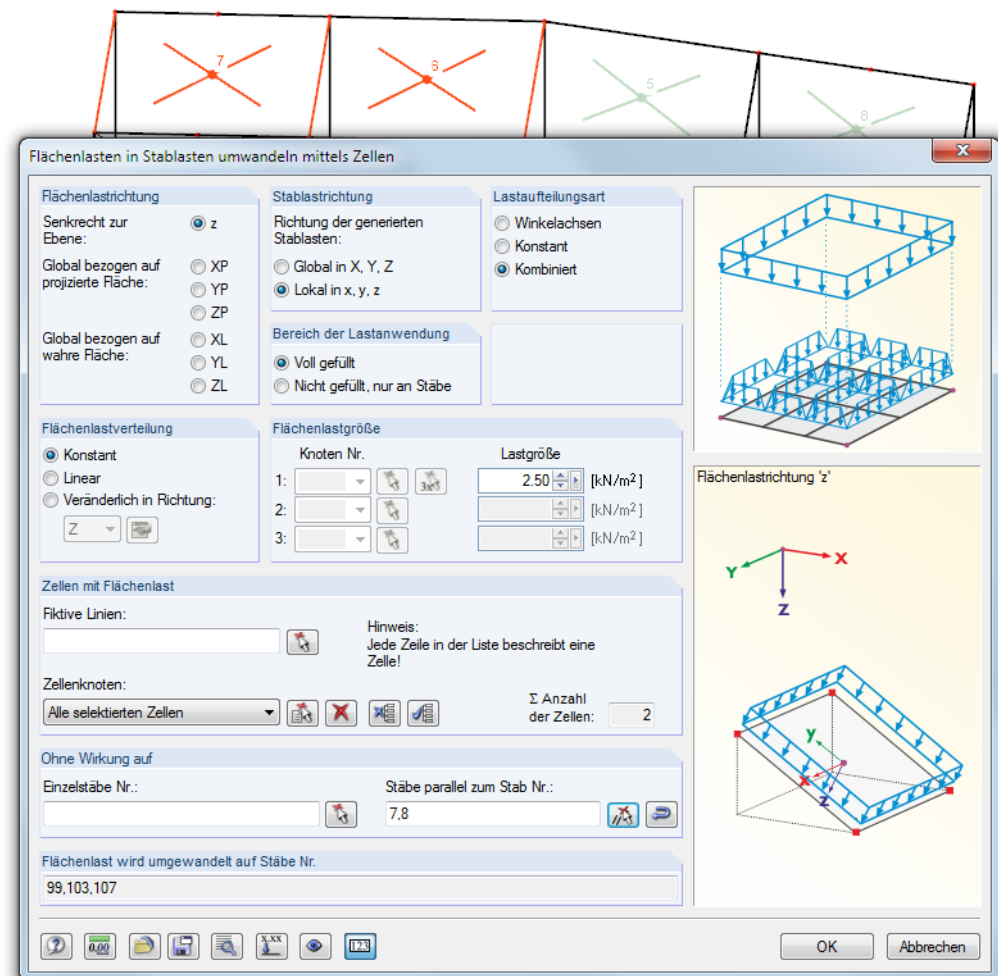 7
6
5
8
Flächenlasten in Stablasten umwandeln mittels Zellen
Flächenlastrichtung
Senkrecht zur
Ebene:
z
Global bezogen auf
projizierte Fläche:
XP
YP
ZP
Global bezogen auf
wahre Fläche:
XL
YL
ZL
Stablastrichtung
Richtung der generierten
Stablasten:
Global in X, Y, Z
Lokal in x, y, z
Bereich der Lastanwendung
Voll gefüllt
Nicht gefüllt, nur an Stäbe
Lastaufteilungsart
Winkelachsen
Konstant
Kombiniert
Flächenlastverteilung
Konstant
Linear
Veränderlich in Richtung:
Z
Flächenlastgröße
Knoten Nr.
Lastgröße
1:
3x
2.50
[kN/m²]
2:
[kN/m²]
3:
[kN/m²]
Flächenlastrichtung 'z'
Y
X
Z
y
x
z
Zellen mit Flächenlast
Fiktive Linien:
Hinweis:
Jede Zeile in der Liste beschreibt eine
Zelle!
Zellenknoten:
Alle selektierten Zellen
Σ Anzahl
der Zellen:
2
Ohne Wirkung auf
Einzelstäbe Nr.:
Stäbe parallel zum Stab Nr.:
7,8
Flächenlast wird umgewandelt auf Stäbe Nr.
99,103,107
0.00
x.xx
123
OK
Abbrechen